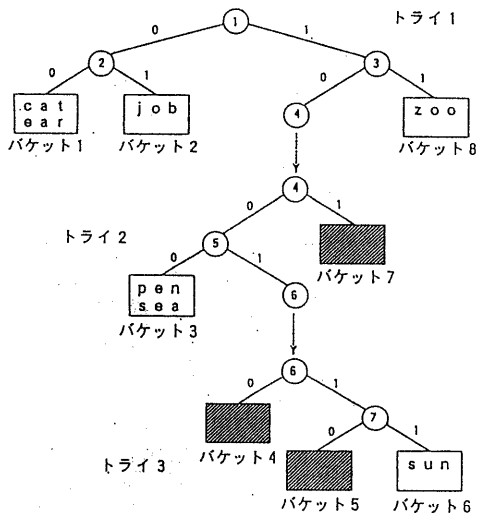 トライ1
1
0
1
2
3
0
1
0
1
cat
ear
job
4
zoo
バケット1
バケット2
バケット8
4
0
1
トライ2
5
0
1
バケット7
pen
sea
6
バケット3
6
0
1
7
バケット4
0
1
トライ3
sun
バケット5
バケット6